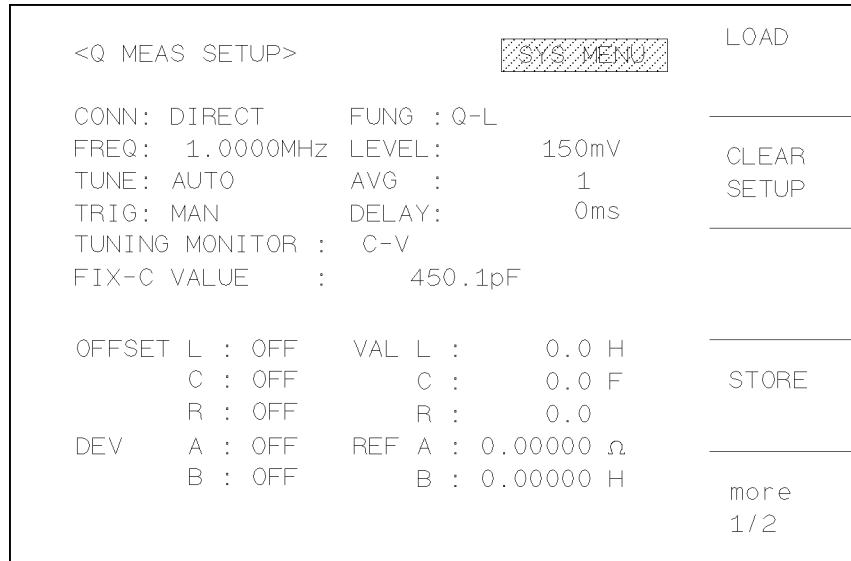 <Q MEAS SETUP> SYS MENU LOAD
CONN: DIRECT FUNG : Q-L
FREQ: 1.0000MHz LEVEL: 150mV CLEAR
TUNE: AUTO AVG : 1 SETUP
TRIG: MAN DELAY: 0ms
TUNING MONITOR : C-V
FIX-C VALUE : 450.1pF
OFFSET L : OFF VAL L : 0.0 H
C : OFF C : 0.0 F STORE
R : OFF R : 0.0
DEV A : OFF REF A : 0.00000 Ω
B : OFF B : 0.00000 H
more
1/2